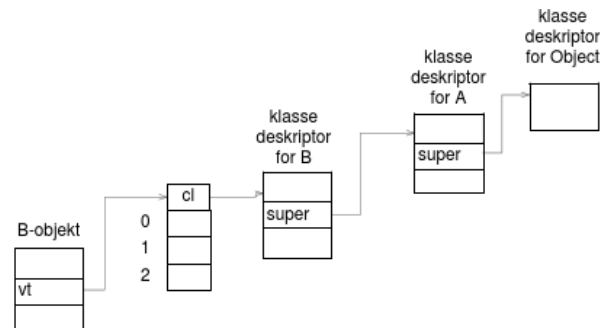 klasse
deskriptor
for Object
klasse
deskriptor
for A
super
klasse
deskriptor
for B
super
cl
0
1
2
B-objekt
vt